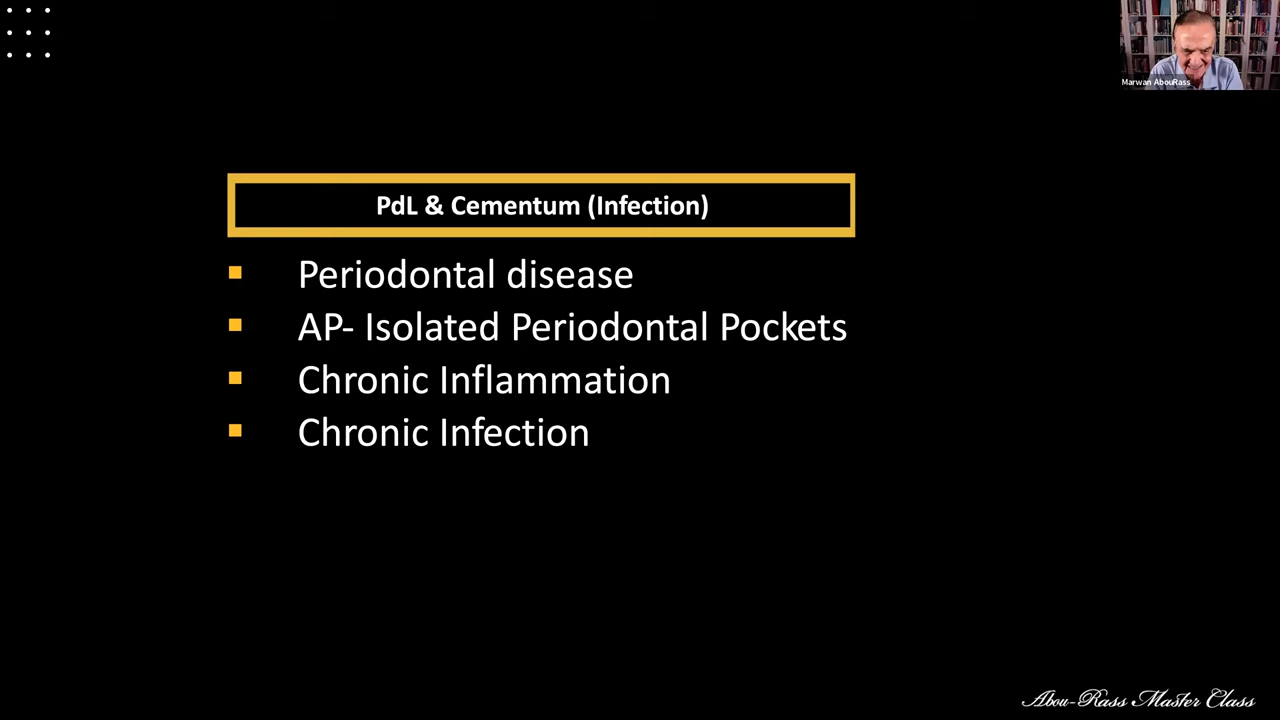 Marwan AbouRass
PdL & Cementum (Infection)
Periodontal disease
AP- Isolated Periodontal Pockets
Chronic Inflammation
Chronic Infection
Abou-Rass Master Class